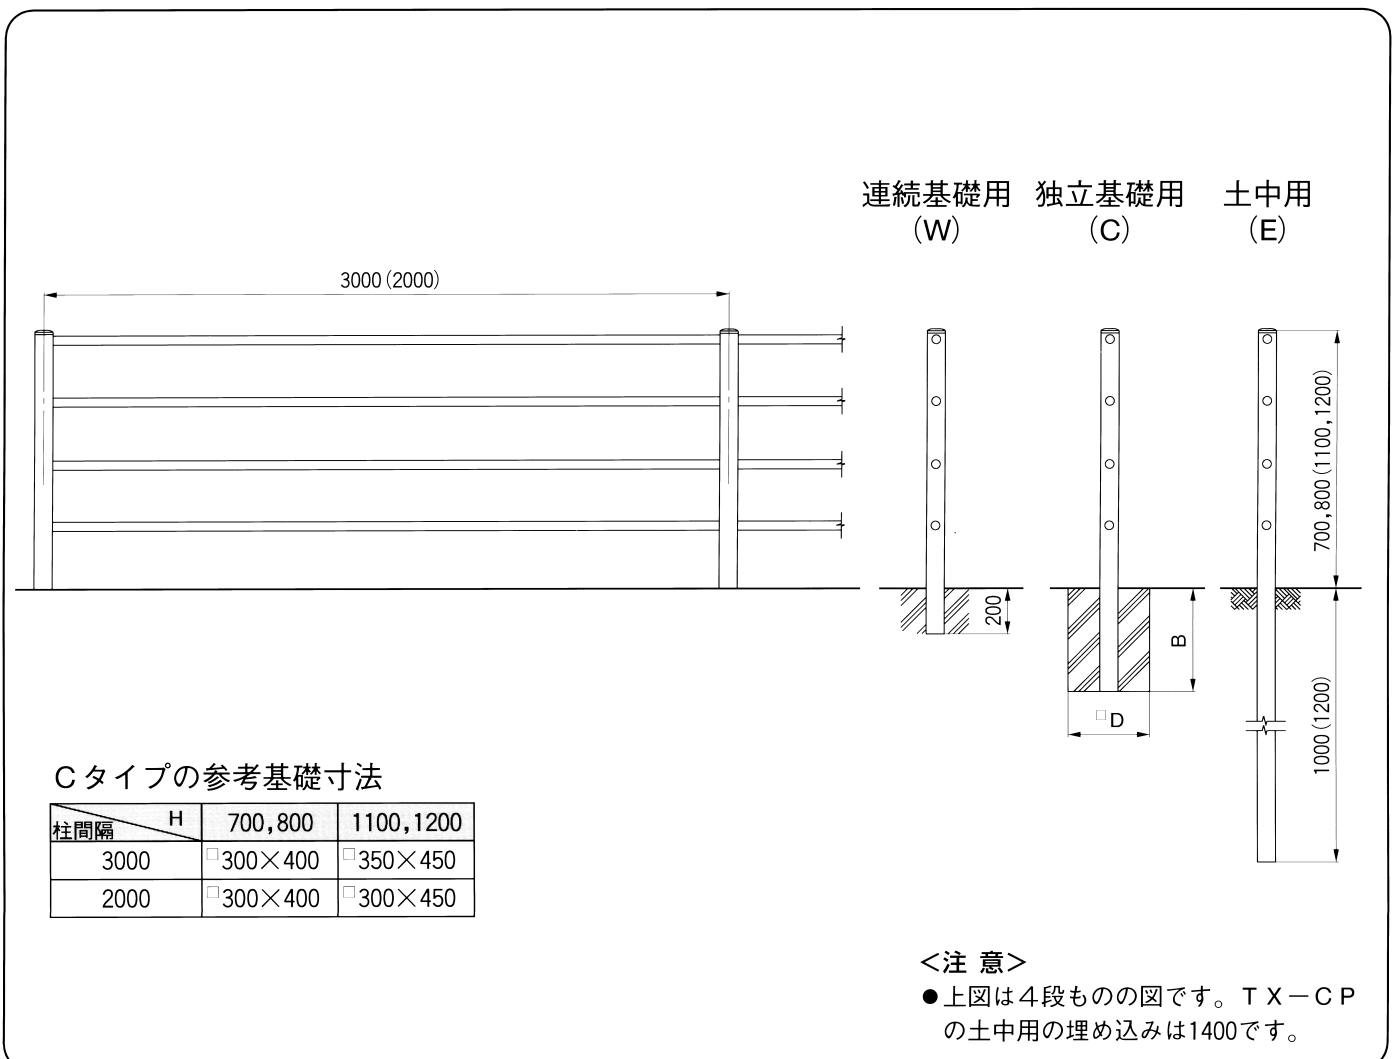 連続基礎用 独立基礎用 土中用
(W) (C) (E)
3000(2000)
700,800(1100,1200)
200
B
□D
1000(1200)
Cタイプの参考基礎寸法
柱間隔 H 700,800 1100,1200
3000 □300×400 □350×450
2000 □300×400 □300×450
<注 意>
●上図は4段ものの図です。TX-CP
の土中用の埋め込みは1400です。